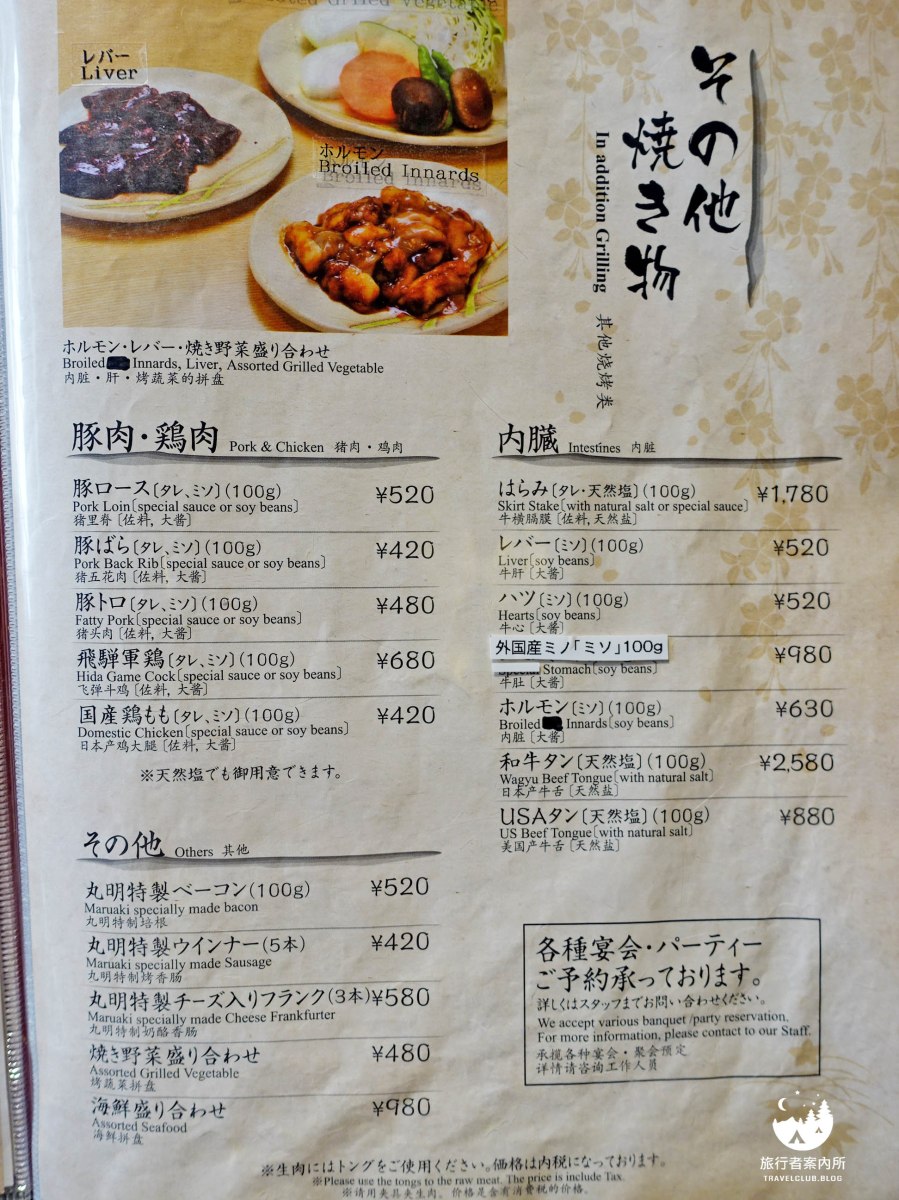 レバー
Liver
ホルモン
Broiled Innards
その他
焼き物
In addition Grilling
其他烧烤类
ホルモン・レバー・焼き野菜盛り合わせ
Broiled Innards, Liver, Assorted Grilled Vegetable
内脏・肝・烤蔬菜的拼盘
豚肉・鶏肉 Pork & Chicken 猪肉・鸡肉
豚ロース〔タレ、ミソ〕(100g) ¥520
Pork Loin〔special sauce or soy beans〕
猪里脊〔佐料, 大酱〕
豚ばら〔タレ、ミソ〕(100g) ¥420
Pork Back Rib〔special sauce or soy beans〕
猪五花肉〔佐料, 大酱〕
豚トロ〔タレ、ミソ〕(100g) ¥480
Fatty Pork〔special sauce or soy beans〕
猪头肉〔佐料, 大酱〕
飛騨軍鶏〔タレ、ミソ〕(100g) ¥680
Hida Game Cock〔special sauce or soy beans〕
飞弹斗鸡〔佐料, 大酱〕
国産鶏もも〔タレ、ミソ〕(100g) ¥420
Domestic Chicken〔special sauce or soy beans〕
日本产鸡大腿〔佐料, 大酱〕
※天然塩でも御用意できます。
その他 Others 其他
丸明特製ベーコン(100g) ¥520
Maruaki specially made bacon
丸明特制培根
丸明特製ウインナー(5本) ¥420
Maruaki specially made Sausage
丸明特制烤香肠
丸明特製チーズ入りフランク(3本) ¥580
Maruaki specially made Cheese Frankfurter
丸明特制奶酪香肠
焼き野菜盛り合わせ ¥480
Assorted Grilled Vegetable
烤蔬菜拼盘
海鮮盛り合わせ ¥980
Assorted Seafood
海鲜拼盘
内臓 Intestines 内脏
はらみ〔タレ・天然塩〕(100g) ¥1,780
Skirt Stake〔with natural salt or special sauce〕
牛横膈膜〔佐料, 天然盐〕
レバー〔ミソ〕(100g) ¥520
Liver〔soy beans〕
牛肝〔大酱〕
ハツ〔ミソ〕(100g) ¥520
Hearts〔soy beans〕
牛心〔大酱〕
外国産ミノ「ミソ」100g ¥980
Special Stomach〔soy beans〕
牛肚〔大酱〕
ホルモン〔ミソ〕(100g) ¥630
Broiled Innards〔soy beans〕
内脏〔大酱〕
和牛タン〔天然塩〕(100g) ¥2,580
Wagyu Beef Tongue〔with natural salt〕
日本产牛舌〔天然盐〕
USAタン〔天然塩〕(100g) ¥880
US Beef Tongue〔with natural salt〕
美国产牛舌〔天然盐〕
各種宴会・パーティー
ご予約承っております。
詳しくはスタッフまでお問い合わせください。
We accept various banquet /party reservation.
For more information, please contact to our Staff.
承揽各种宴会・聚会预定
详情请咨询工作人员
※生肉にはトングをご使用ください。価格は内税になっております。
※Please use the tongs to the raw meat. The price is include Tax.
※请用夹具夹生肉。价格是含有消费税的价格。
旅行者案內所
TRAVELCLUB.BLOG